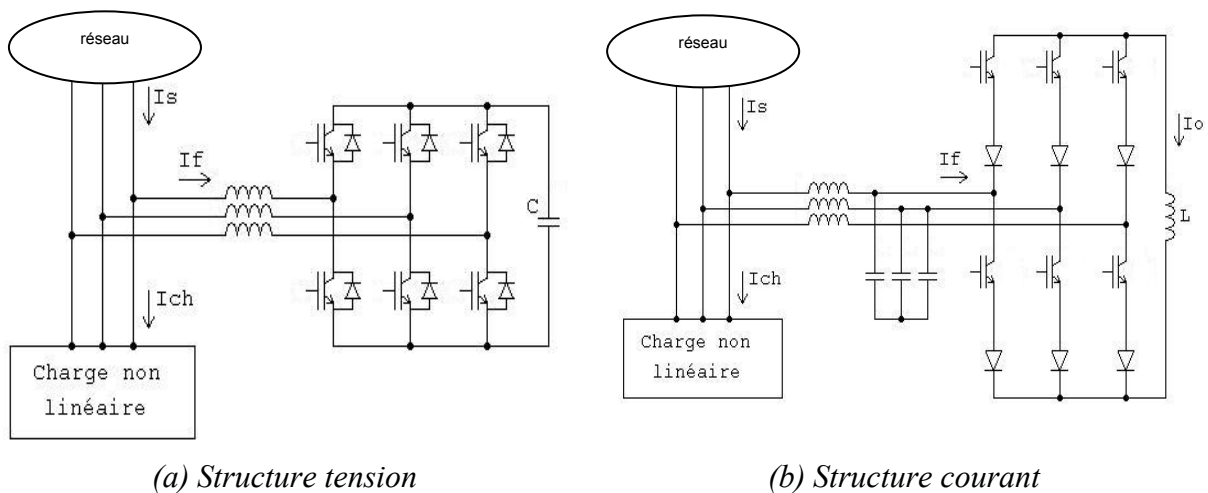 réseau
Is
If
C
Ich
Charge non
linéaire
(a) Structure tension
réseau
Is
If
Io
L
Ich
Charge non
linéaire
(b) Structure courant